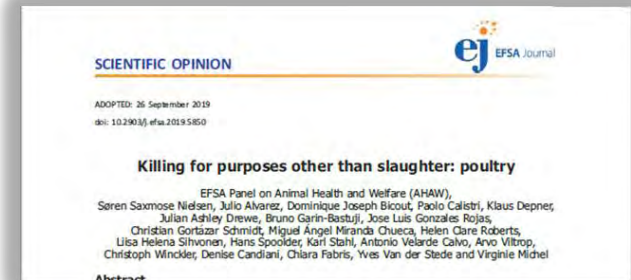 SCIENTIFIC OPINION
ej EFSA Journal
ADOPTED: 26 September 2019
doi: 10.2903/j.efsa.2019.5850
Killing for purposes other than slaughter: poultry
EFSA Panel on Animal Health and Welfare (AHAW),
Søren Saxmose Nielsen, Julio Alvarez, Dominique Joseph Bicout, Paolo Calistri, Klaus Depner,
Julian Ashley Drewe, Bruno Garin-Bastuji, Jose Luis Gonzales Rojas,
Christian Gortázar Schmidt, Miguel Ángel Miranda Chueca, Helen Clare Roberts,
Liisa Helena Sihvonen, Hans Spoolder, Karl Stahl, Antonio Velarde Calvo, Arvo Viltrop,
Christoph Winckler, Denise Candiani, Chiara Fabris, Yves Van der Stede and Virginie Michel
Abstract